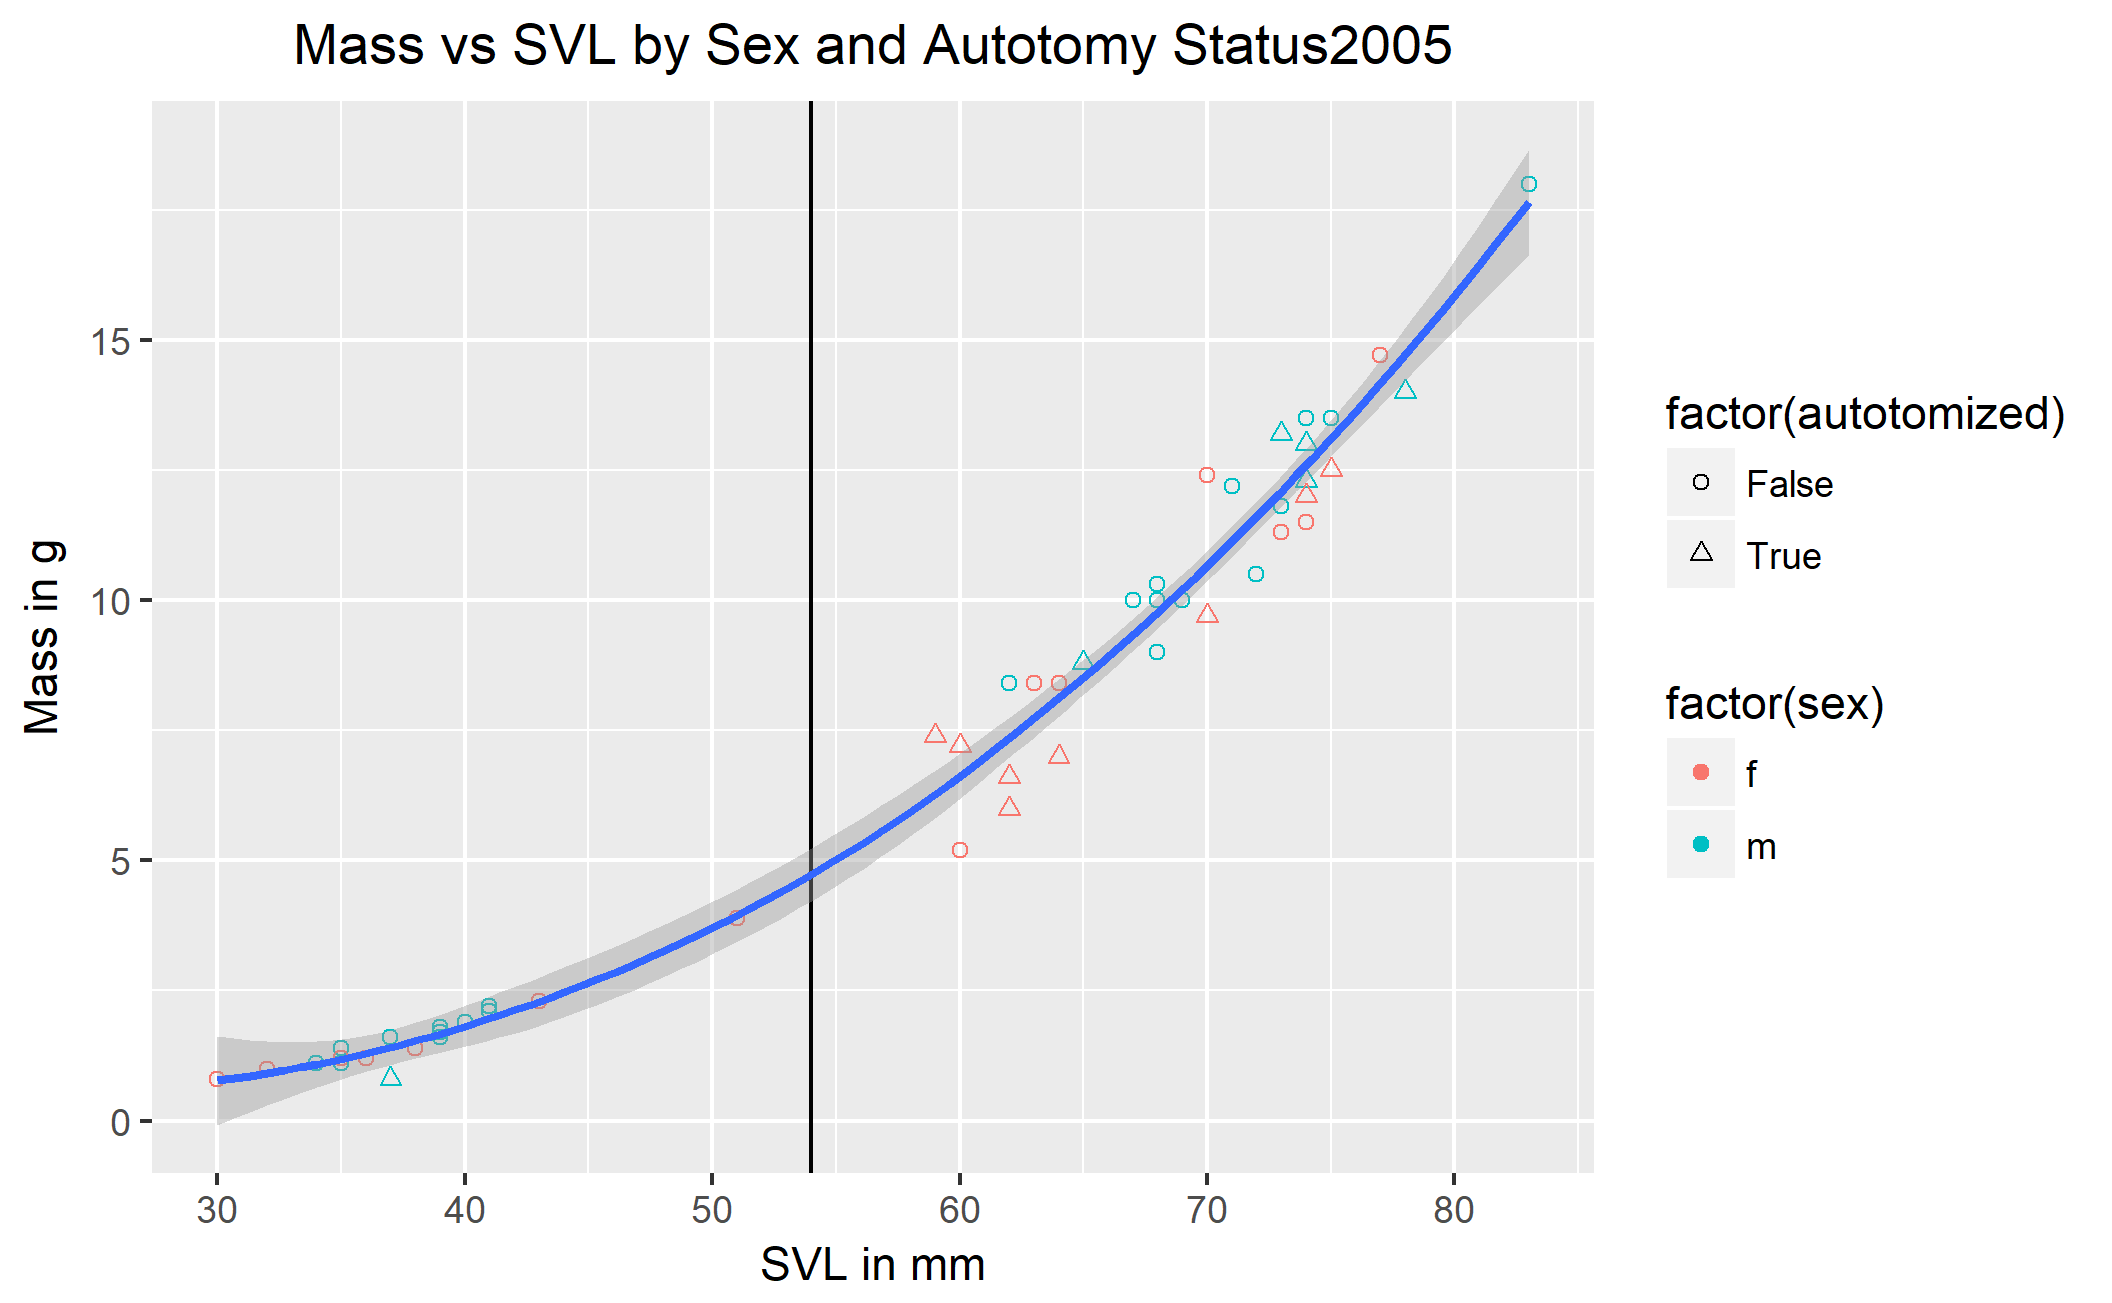 Mass vs SVL by Sex and Autotomy Status2005
Mass in g
15
10
5
0
30 40 50 60 70 80
SVL in mm
factor(autotomized)
False
True
factor(sex)
f
m